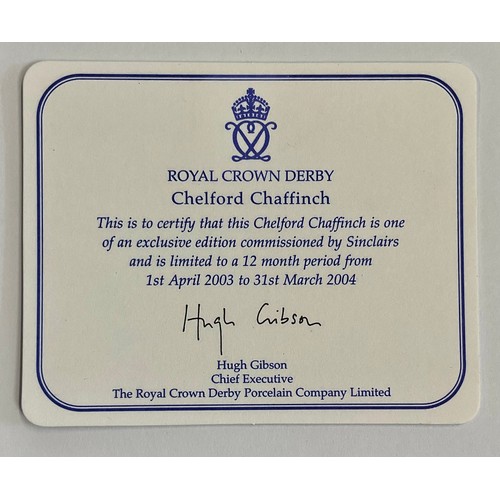 ROYAL CROWN DERBY
Chelford Chaffinch
This is to certify that this Chelford Chaffinch is one
of an exclusive edition commissioned by Sinclairs
and is limited to a 12 month period from
1st April 2003 to 31st March 2004
Hugh Gibson
Hugh Gibson
Chief Executive
The Royal Crown Derby Porcelain Company Limited